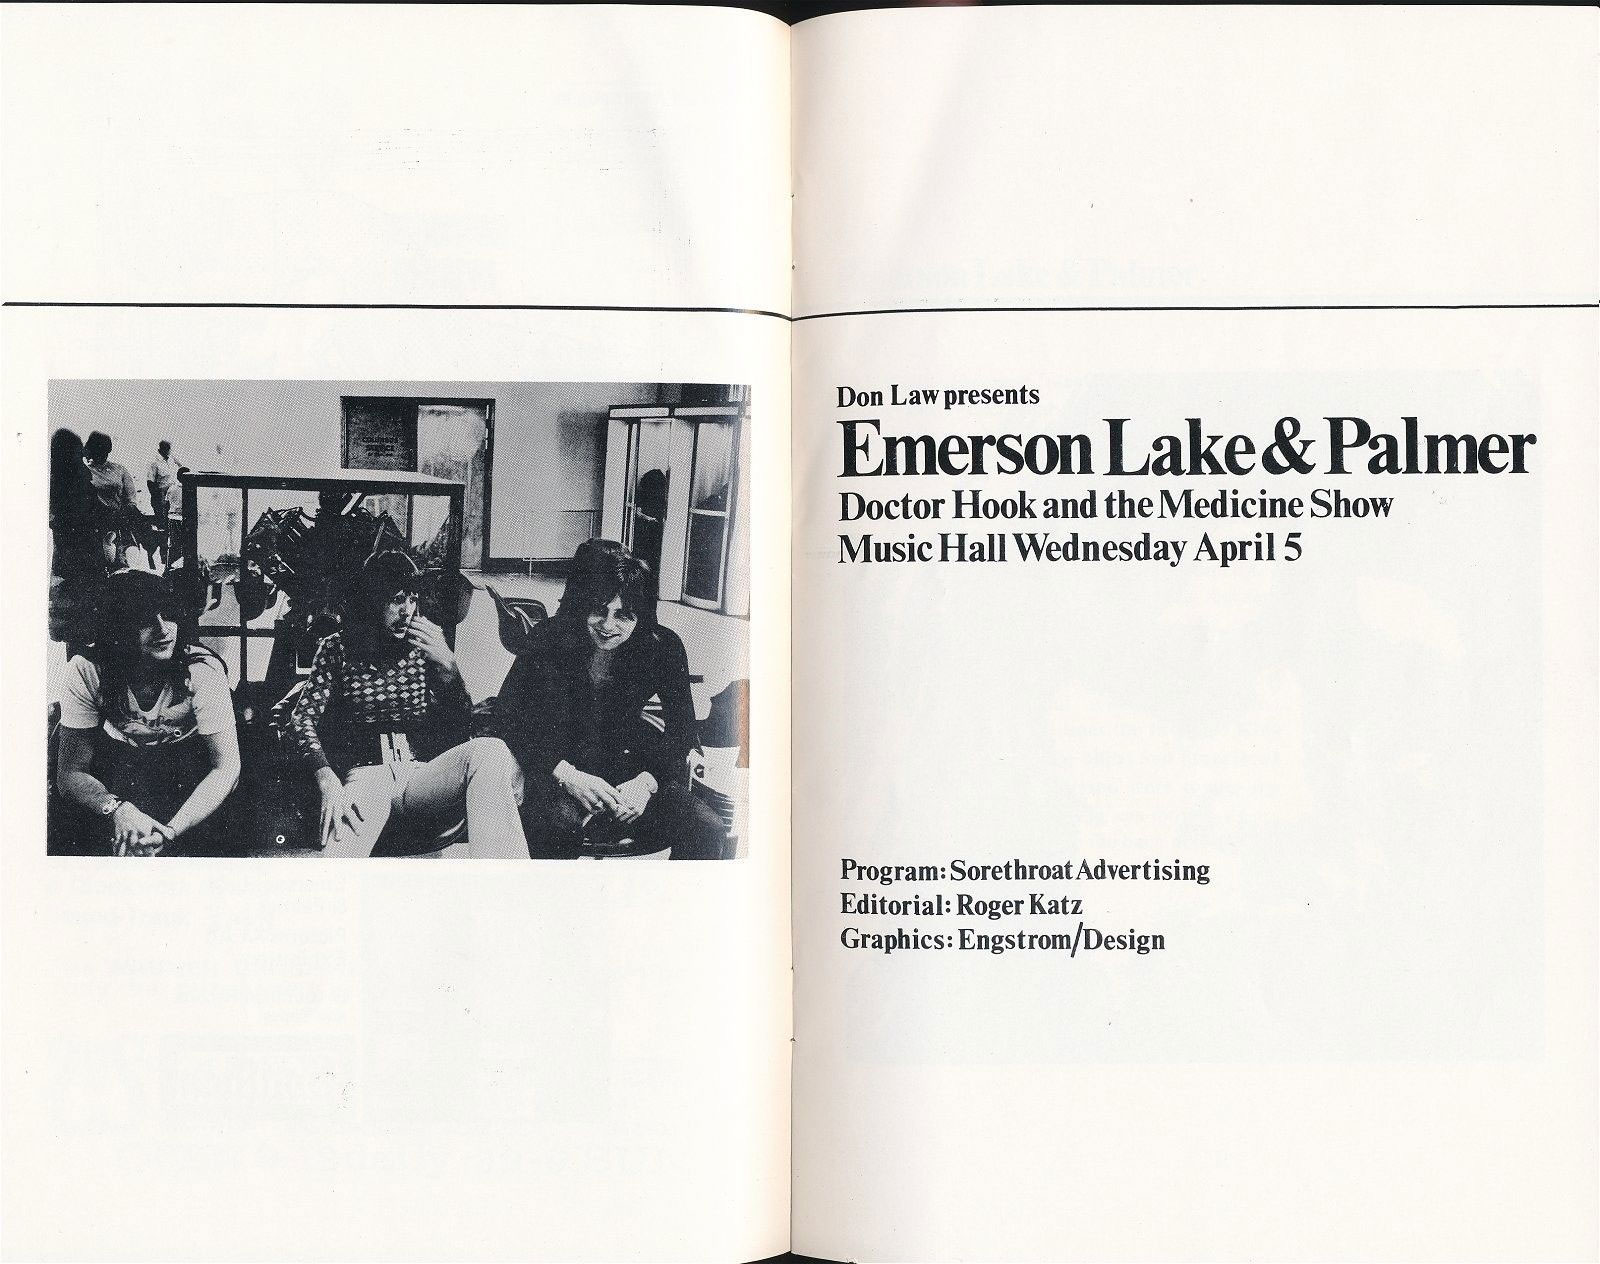 Don Law presents
Emerson Lake & Palmer
Doctor Hook and the Medicine Show
Music Hall Wednesday April 5
Program: Sorethroat Advertising
Editorial: Roger Katz
Graphics: Engstrom/Design